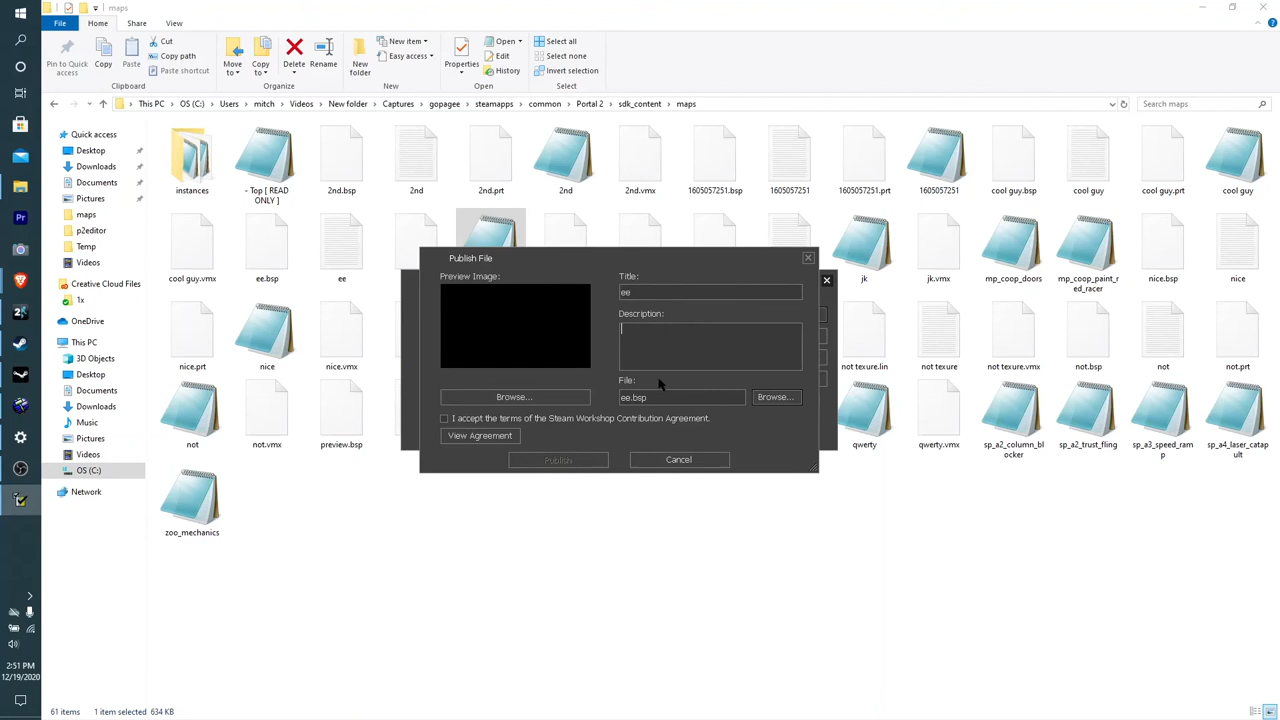 maps
File Home Share View
Pin to Quick access
Copy
Paste
Cut
Copy path
Paste shortcut
Move to
Copy to
Delete
Rename
New folder
New item
Easy access
Properties
Open
Edit
History
Select all
Select none
Invert selection
Clipboard Organize New Open Select
This PC OS (C:) Users mitch Videos New folder Captures gopagee steamapps common Portal 2 sdk_content maps
Search maps
Quick access
Desktop
Downloads
Documents
Pictures
maps
p2editor
Temp
Videos
Creative Cloud Files
1x
OneDrive
This PC
3D Objects
Desktop
Documents
Downloads
Music
Pictures
Videos
OS (C:)
Network
instances
- Top [ READ ONLY ]
2nd.bsp
2nd
2nd.prt
2nd
2nd.vmx
1605057251.bsp
1605057251
1605057251.prt
1605057251
cool guy.bsp
cool guy
cool guy.prt
cool guy
cool guy.vmx
ee.bsp
ee
jk
jk.vmx
mp_coop_doors
mp_coop_paint_red_racer
nice.bsp
nice
nice.prt
nice
nice.vmx
not texure.lin
not texure
not texure.vmx
not.bsp
not
not.prt
not
not.vmx
preview.bsp
qwerty
qwerty.vmx
sp_a2_column_blocker
sp_a2_trust_fling
sp_a3_speed_ramp
sp_a4_laser_catapult
zoo_mechanics
Publish File
Preview Image:
Title:
ee
Description:
File:
ee.bsp
Browse...
Browse...
I accept the terms of the Steam Workshop Contribution Agreement.
View Agreement
Publish
Cancel
2:51 PM
12/19/2020
61 items 1 item selected 634 KB